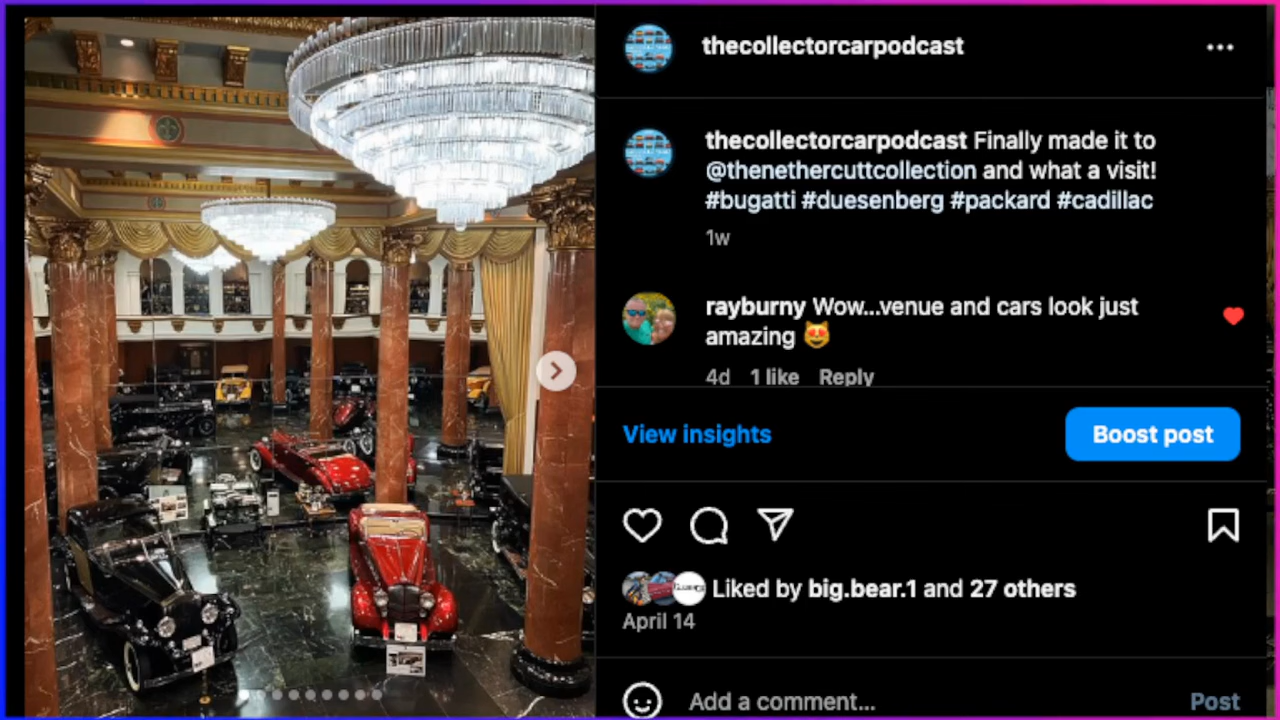 thecollectorcarpodcast
thecollectorcarpodcast Finally made it to
@thenethercuttcollection and what a visit!
#bugatti #duesenberg #packard #cadillac
1w
rayburny Wow...venue and cars look just
amazing 😻
4d 1 like Reply
View insights
Boost post
Liked by big.bear.1 and 27 others
April 14
Add a comment...
Post